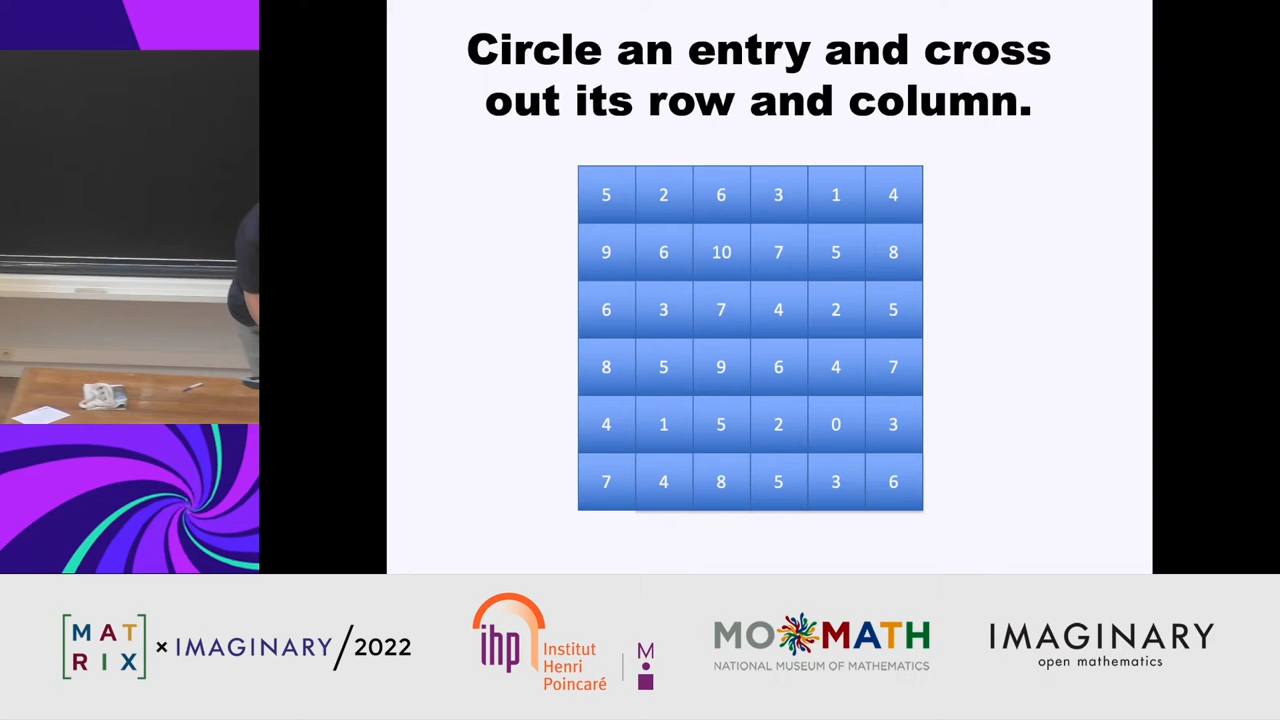 Circle an entry and cross
out its row and column.
5 2 6 3 1 4
9 6 10 7 5 8
6 3 7 4 2 5
8 5 9 6 4 7
4 1 5 2 0 3
7 4 8 5 3 6
[MAT
RIX] × IMAGINARY/2022
ihp Institut
Henri
Poincaré
M
MOMATH
NATIONAL MUSEUM OF MATHEMATICS
IMAGINARY
open mathematics